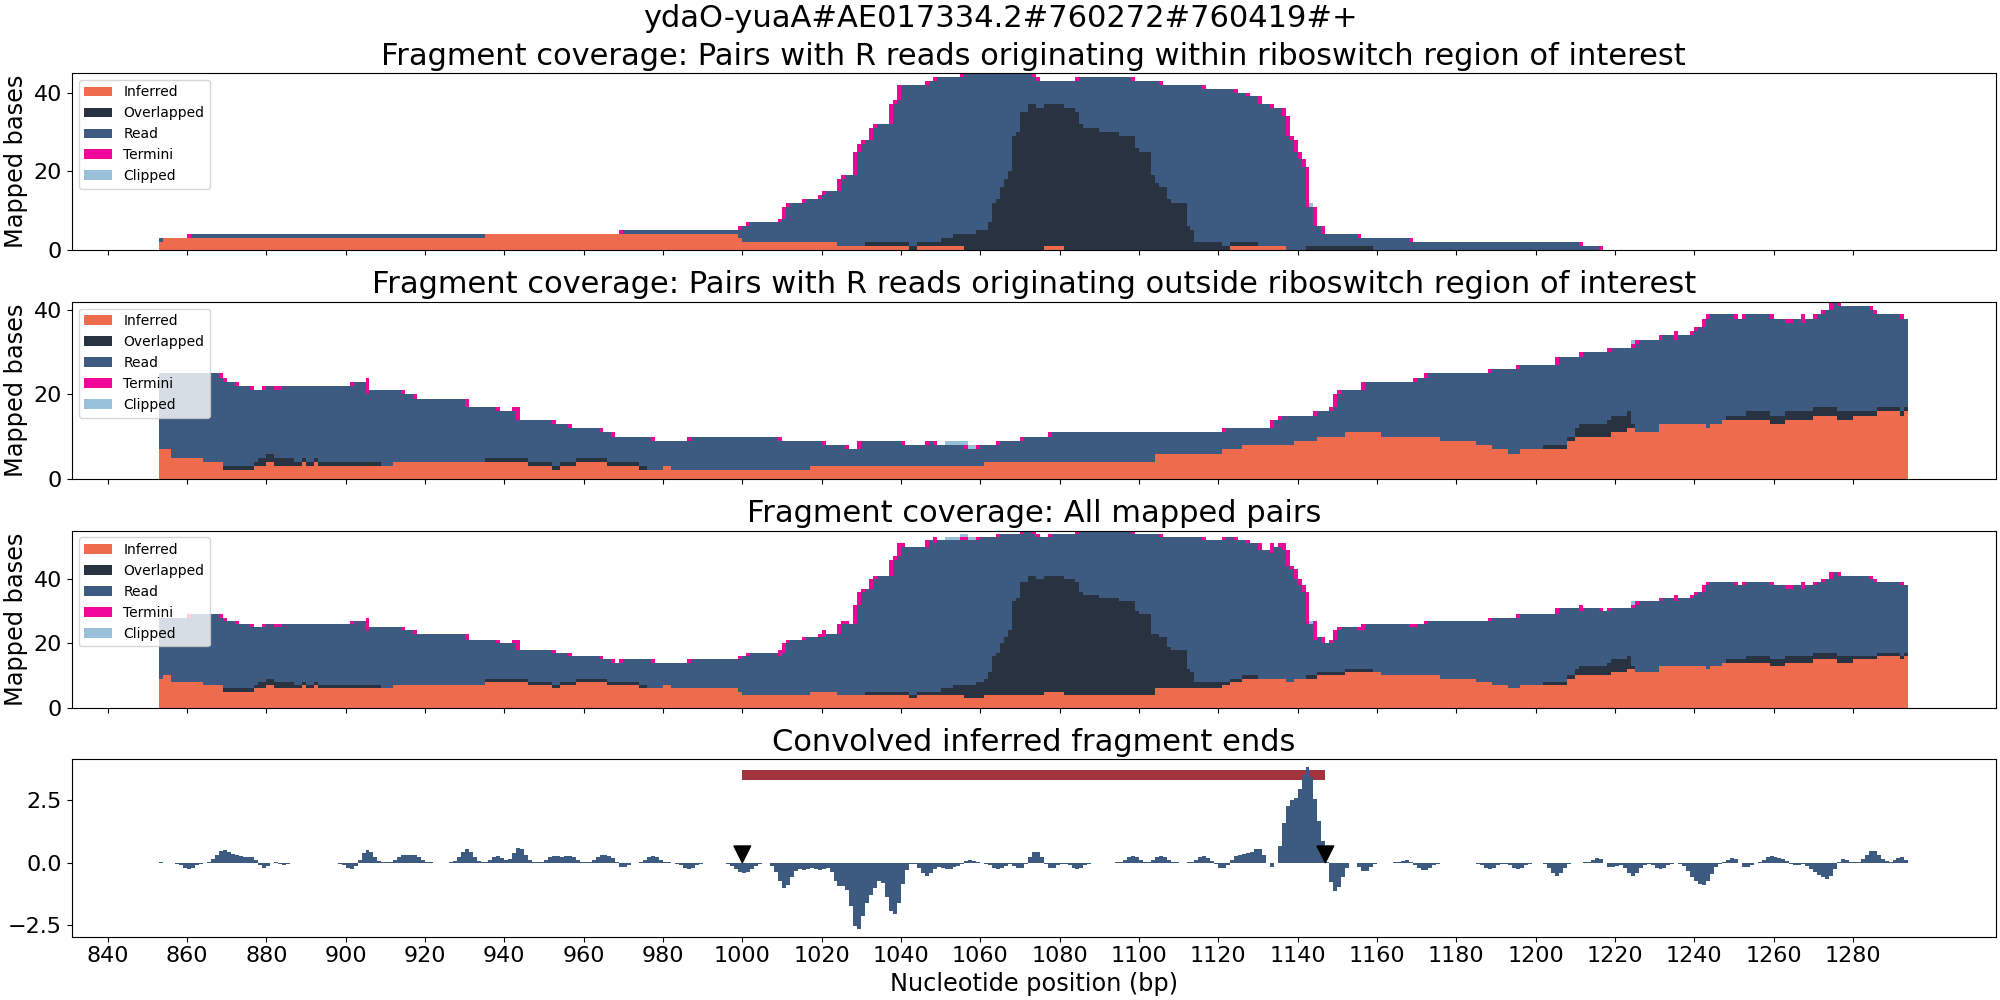 ydaO-yuaA#AE017334.2#760272#760419#+
Fragment coverage: Pairs with R reads originating within riboswitch region of interest
Mapped bases
40
20
0
Inferred
Overlapped
Read
Termini
Clipped
Fragment coverage: Pairs with R reads originating outside riboswitch region of interest
Mapped bases
40
20
0
Inferred
Overlapped
Read
Termini
Clipped
Fragment coverage: All mapped pairs
Mapped bases
40
20
0
Inferred
Overlapped
Read
Termini
Clipped
Convolved inferred fragment ends
2.5
0.0
−2.5
840 860 880 900 920 940 960 980 1000 1020 1040 1060 1080 1100 1120 1140 1160 1180 1200 1220 1240 1260 1280
Nucleotide position (bp)